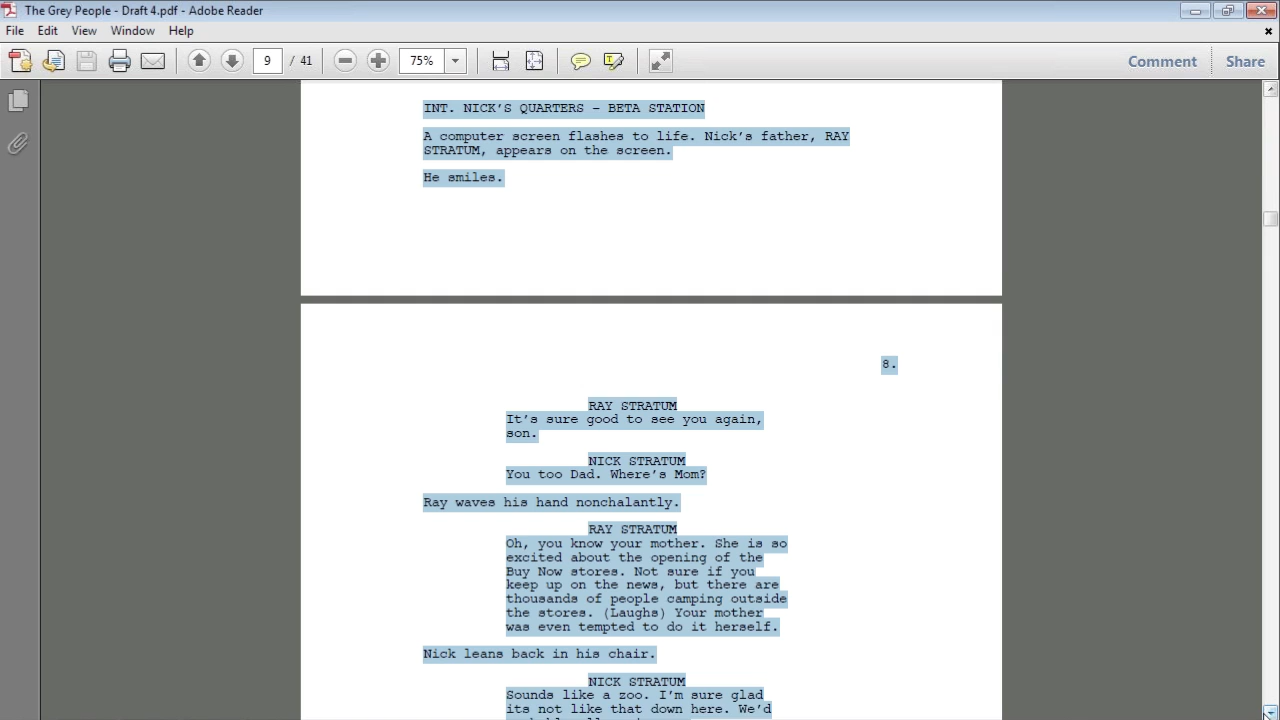 The Grey People - Draft 4.pdf - Adobe Reader
File Edit View Window Help
9 / 41 75% Comment Share
INT. NICK'S QUARTERS - BETA STATION
A computer screen flashes to life. Nick's father, RAY
STRATUM, appears on the screen.
He smiles.
8.
RAY STRATUM
It's sure good to see you again,
son.
NICK STRATUM
You too Dad. Where's Mom?
Ray waves his hand nonchalantly.
RAY STRATUM
Oh, you know your mother. She is so
excited about the opening of the
Buy Now stores. Not sure if you
keep up on the news, but there are
thousands of people camping outside
the stores. (Laughs) Your mother
was even tempted to do it herself.
Nick leans back in his chair.
NICK STRATUM
Sounds like a zoo. I'm sure glad
its not like that down here. We'd